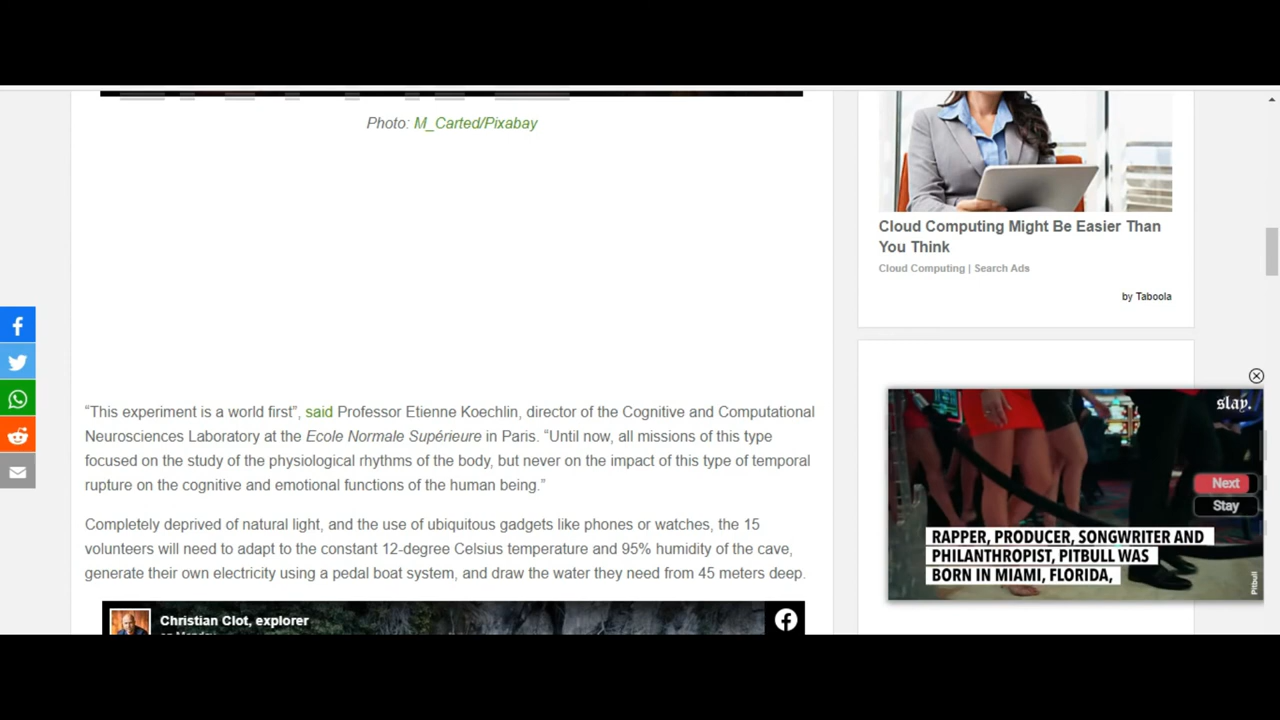 Photo: M_Carted/Pixabay
“This experiment is a world first”, said Professor Etienne Koechlin, director of the Cognitive and Computational
Neurosciences Laboratory at the Ecole Normale Supérieure in Paris. “Until now, all missions of this type
focused on the study of the physiological rhythms of the body, but never on the impact of this type of temporal
rupture on the cognitive and emotional functions of the human being.”
Completely deprived of natural light, and the use of ubiquitous gadgets like phones or watches, the 15
volunteers will need to adapt to the constant 12-degree Celsius temperature and 95% humidity of the cave,
generate their own electricity using a pedal boat system, and draw the water they need from 45 meters deep.
Christian Clot, explorer
Cloud Computing Might Be Easier Than
You Think
Cloud Computing | Search Ads
by Taboola
slay.
Next
Stay
RAPPER, PRODUCER, SONGWRITER AND
PHILANTHROPIST, PITBULL WAS
BORN IN MIAMI, FLORIDA,
Pitbull